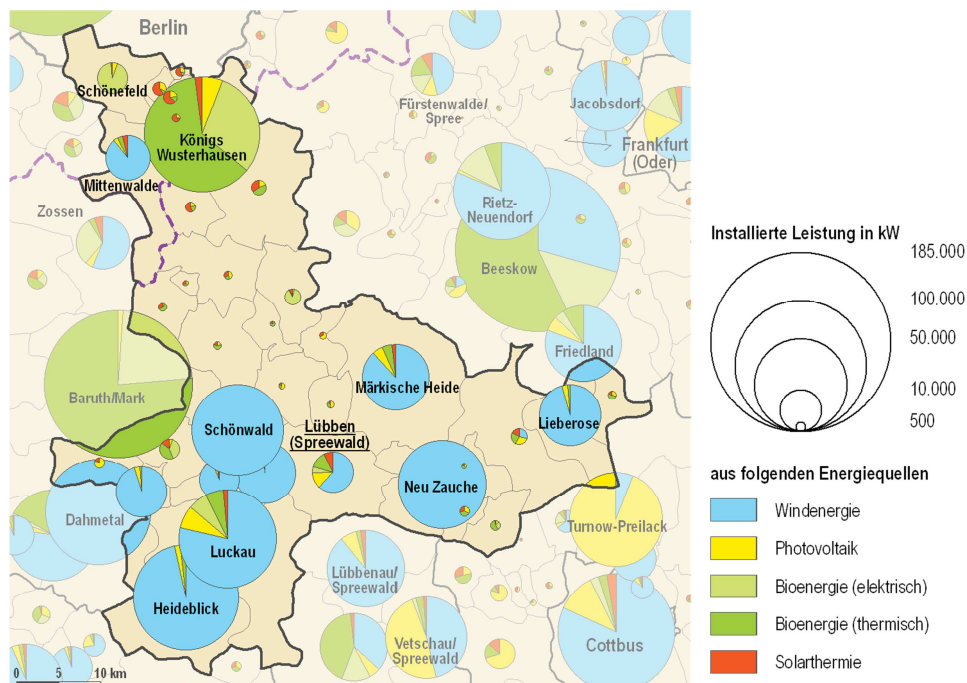 Berlin
Schönefeld
Königs
Wusterhausen
Mittenwalde
Zossen
Fürstenwalde/
Spree
Jacobsdorf
Frankfurt
(Oder)
Rietz-
Neuendorf
Beeskow
Friedland
Baruth/Mark
Märkische Heide
Schönwald
Lübben
(Spreewald)
Lieberose
Neu Zauche
Dahmetal
Luckau
Heideblick
Turnow-Preilack
Lübbenau/
Spreewald
Vetschau/
Spreewald
Cottbus
0 5 10 km
Installierte Leistung in kW
185.000
100.000
50.000
10.000
500
aus folgenden Energiequellen
Windenergie
Photovoltaik
Bioenergie (elektrisch)
Bioenergie (thermisch)
Solarthermie